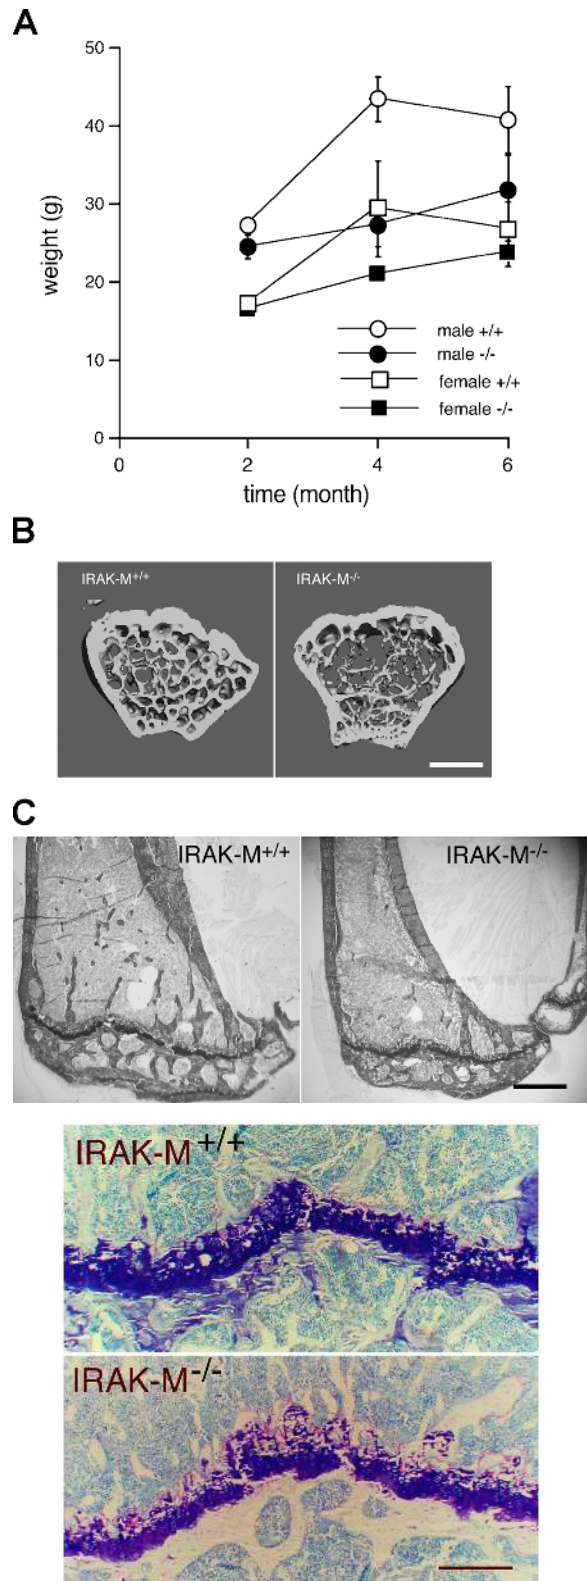 A
50
40
30
20
10
0
weight (g)
0 2 4 6
time (month)
male +/+
male -/-
female +/+
female -/-
B
IRAK-M+/+ IRAK-M-/-
C
IRAK-M+/+ IRAK-M-/-
IRAK-M+/+
IRAK-M-/-